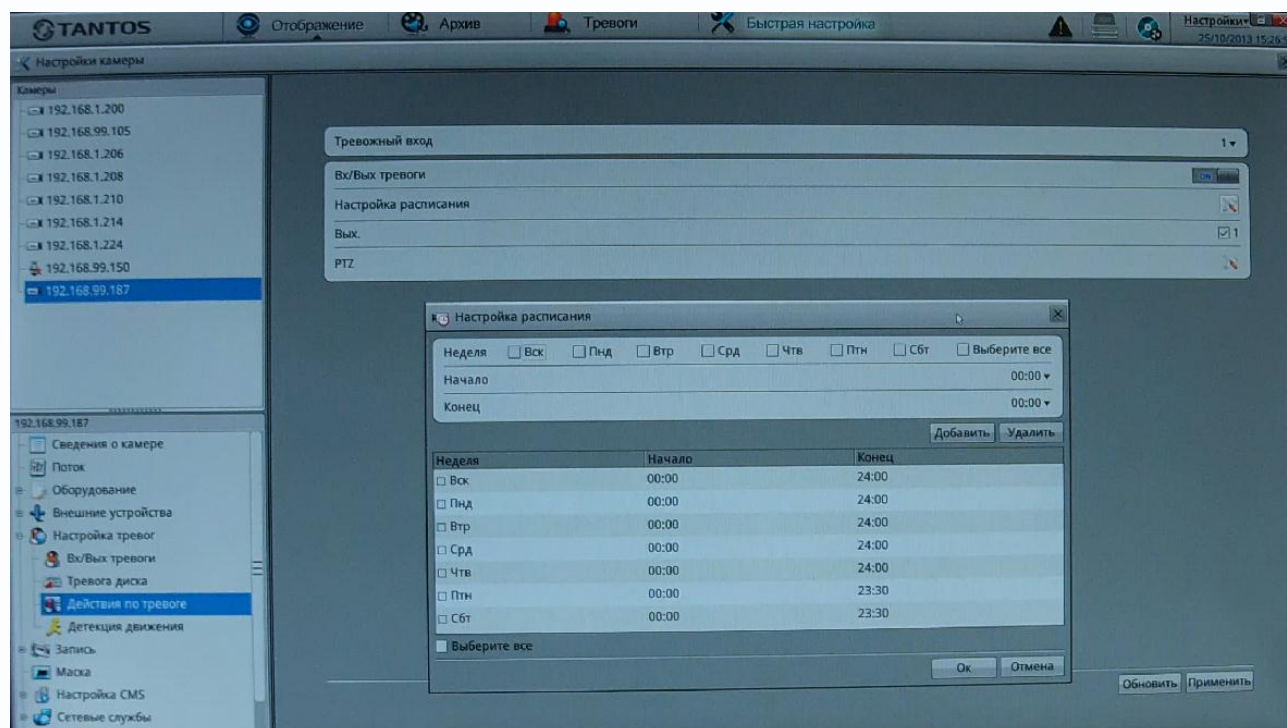 TANTOS
Отображение
Архив
Тревоги
Быстрая настройка
Настройки
25/10/2013 15:26
Настройки камеры
Камеры
192.168.1.200
192.168.99.105
192.168.1.206
192.168.1.208
192.168.1.210
192.168.1.214
192.168.1.224
192.168.99.150
192.168.99.187
Тревожный вход 1
Вх/Вых тревоги ON
Настройка расписания
Вых. 1
PTZ
Настройка расписания
Неделя Вск Пнд Втр Срд Чтв Птн Сбт Выберите все
Начало 00:00
Конец 00:00
Добавить Удалить
Неделя Начало Конец
Вск 00:00 24:00
Пнд 00:00 24:00
Втр 00:00 24:00
Срд 00:00 24:00
Чтв 00:00 24:00
Птн 00:00 23:30
Сбт 00:00 23:30
Выберите все
Ок Отмена
Обновить Применить
192.168.99.187
Сведения о камере
Поток
Оборудование
Внешние устройства
Настройка тревог
Вх/Вых тревоги
Тревога диска
Действия по тревоге
Детекция движения
Запись
Маска
Настройка CMS
Сетевые службы